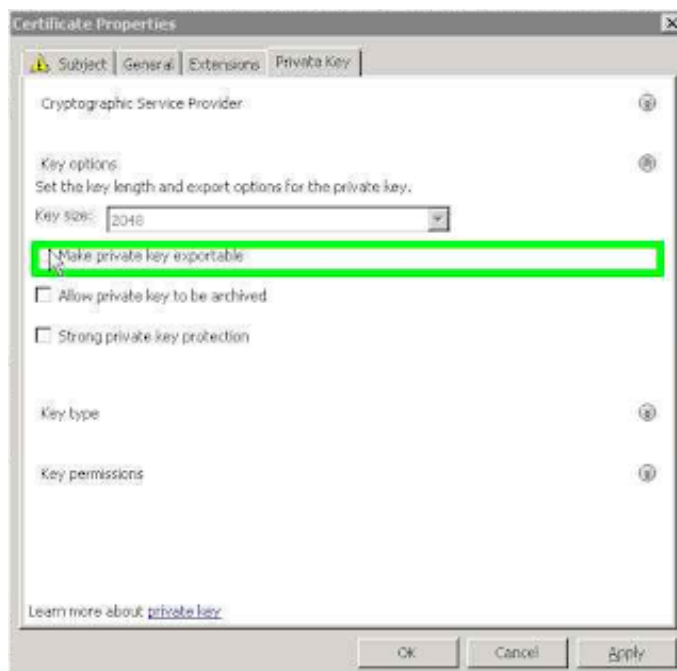 Certificate Properties
Subject General Extensions Private Key
Cryptographic Service Provider
Key options
Set the key length and export options for the private key.
Key size: 2048
Make private key exportable
Allow private key to be archived
Strong private key protection
Key type
Key permissions
Learn more about private key
OK Cancel Apply